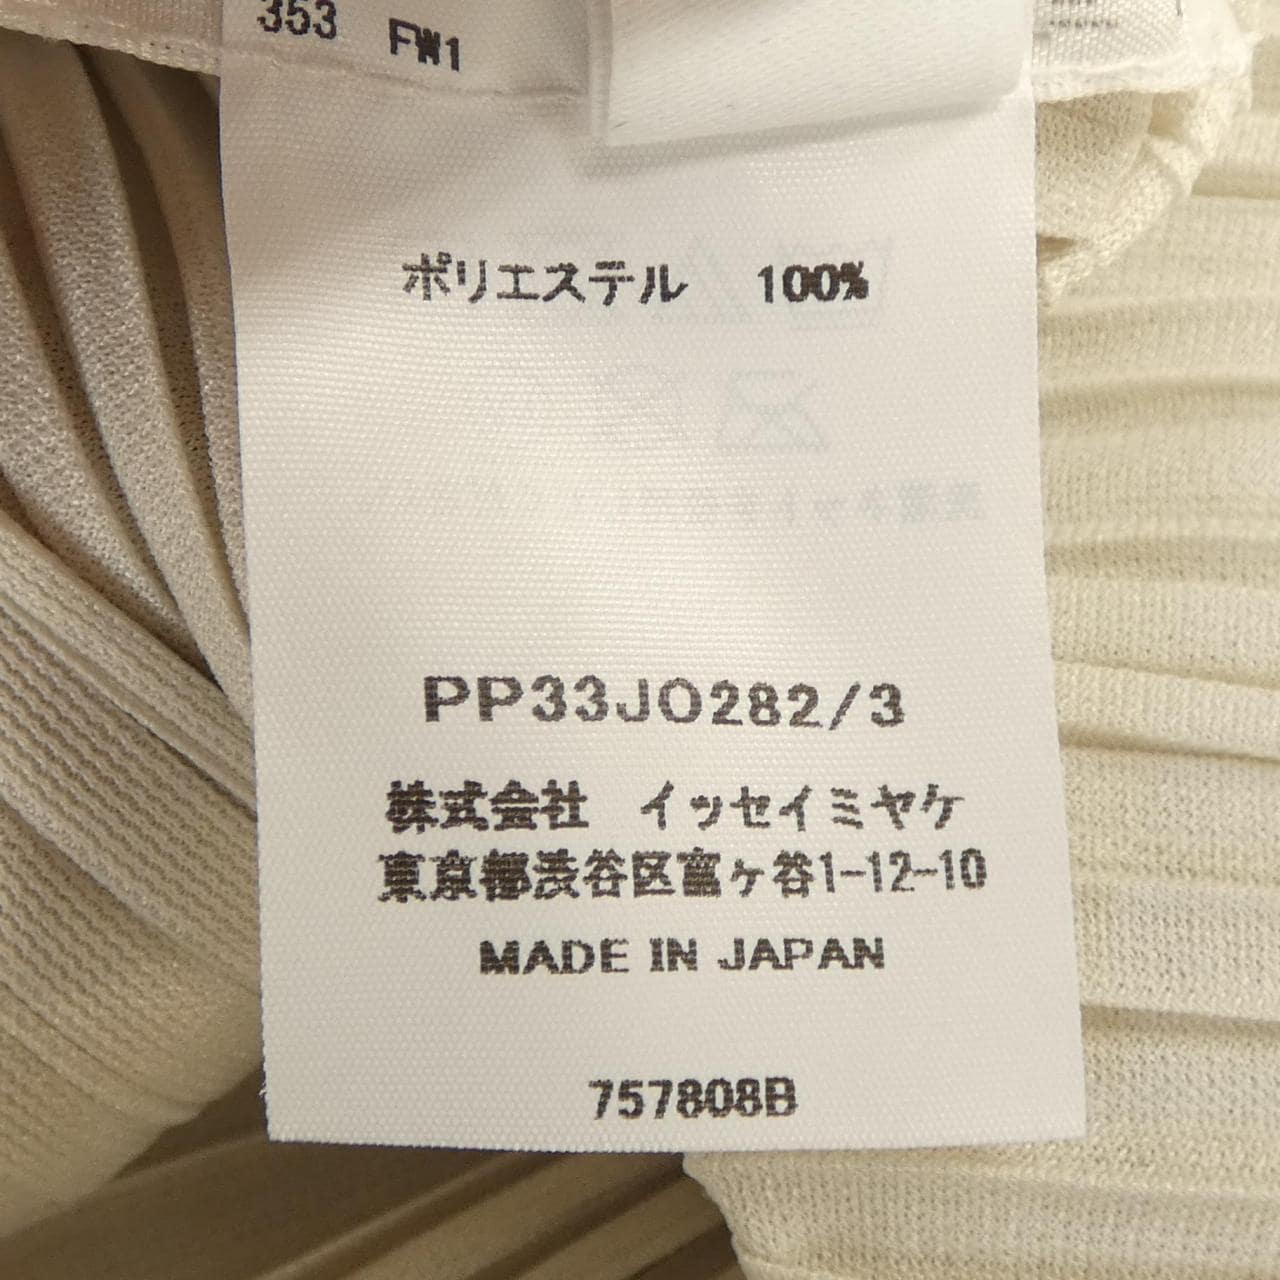 353 FW1
ポリエステル 100%
PP33JO282/3
株式会社 イッセイミヤケ
東京都渋谷区富ヶ谷1-12-10
MADE IN JAPAN
757808B